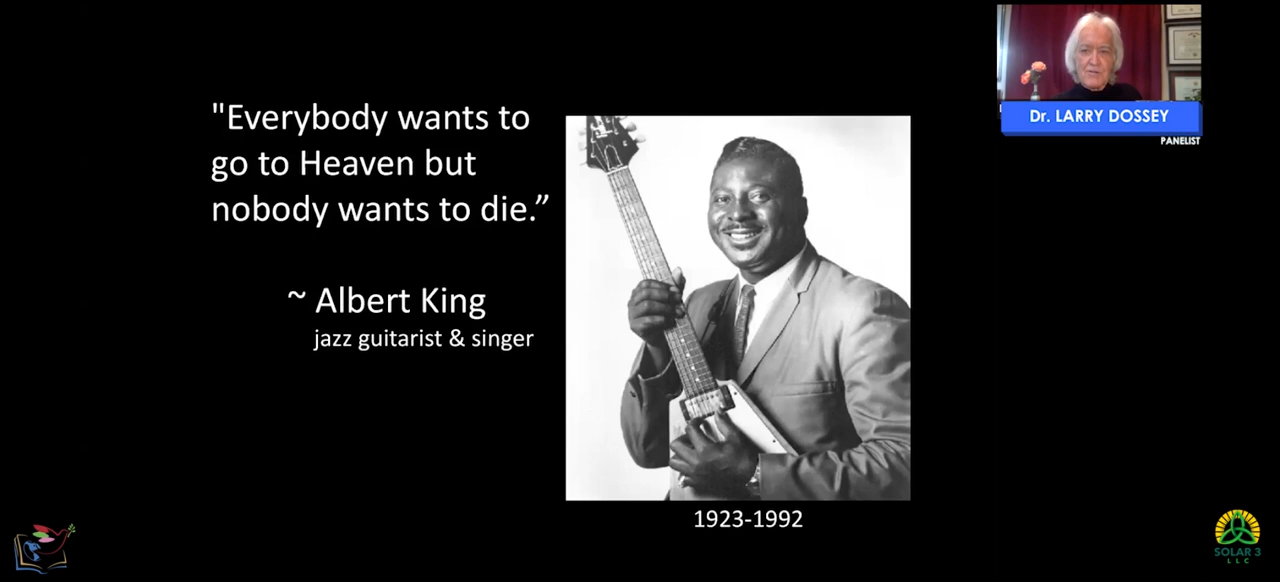 "Everybody wants to
go to Heaven but
nobody wants to die.”
~ Albert King
jazz guitarist & singer
1923-1992
Dr. LARRY DOSSEY
PANELIST
SOLAR 3
LLC